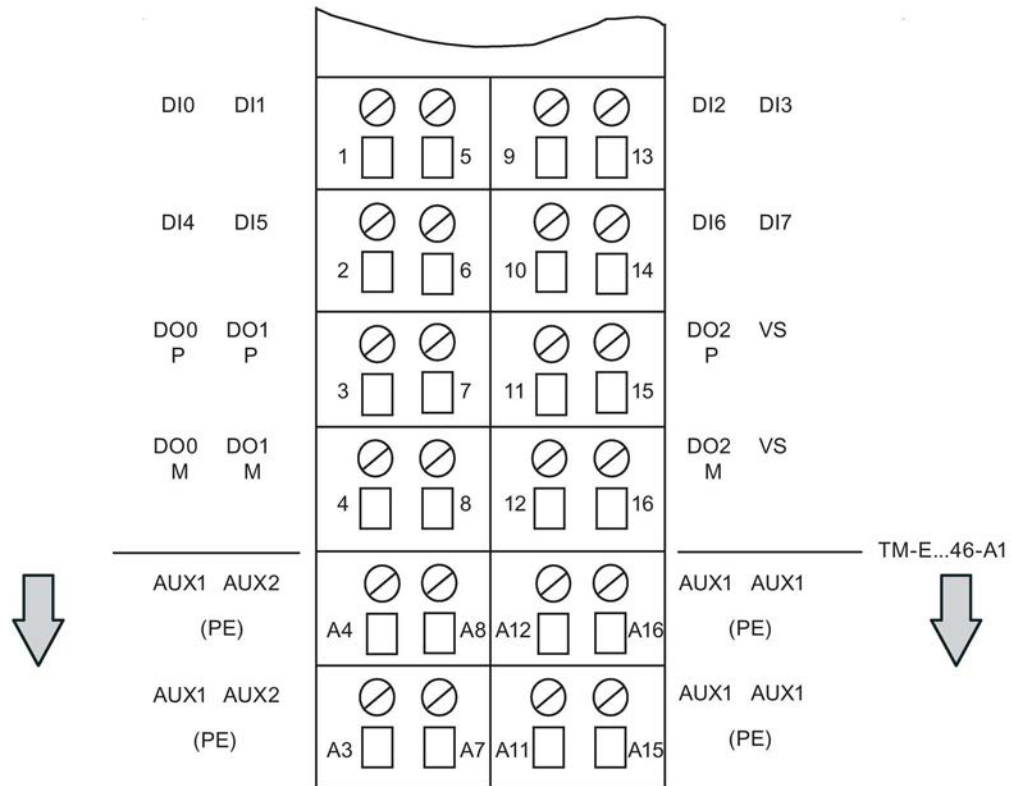 DI0 DI1 DI2 DI3
1 5 9 13
DI4 DI5 DI6 DI7
2 6 10 14
DO0 DO1 DO2 VS
P P P
3 7 11 15
DO0 DO1 DO2 VS
M M M
4 8 12 16
TM-E...46-A1
AUX1 AUX2 AUX1 AUX1
(PE) A4 A8 A12 A16 (PE)
AUX1 AUX2 AUX1 AUX1
(PE) A3 A7 A11 A15 (PE)